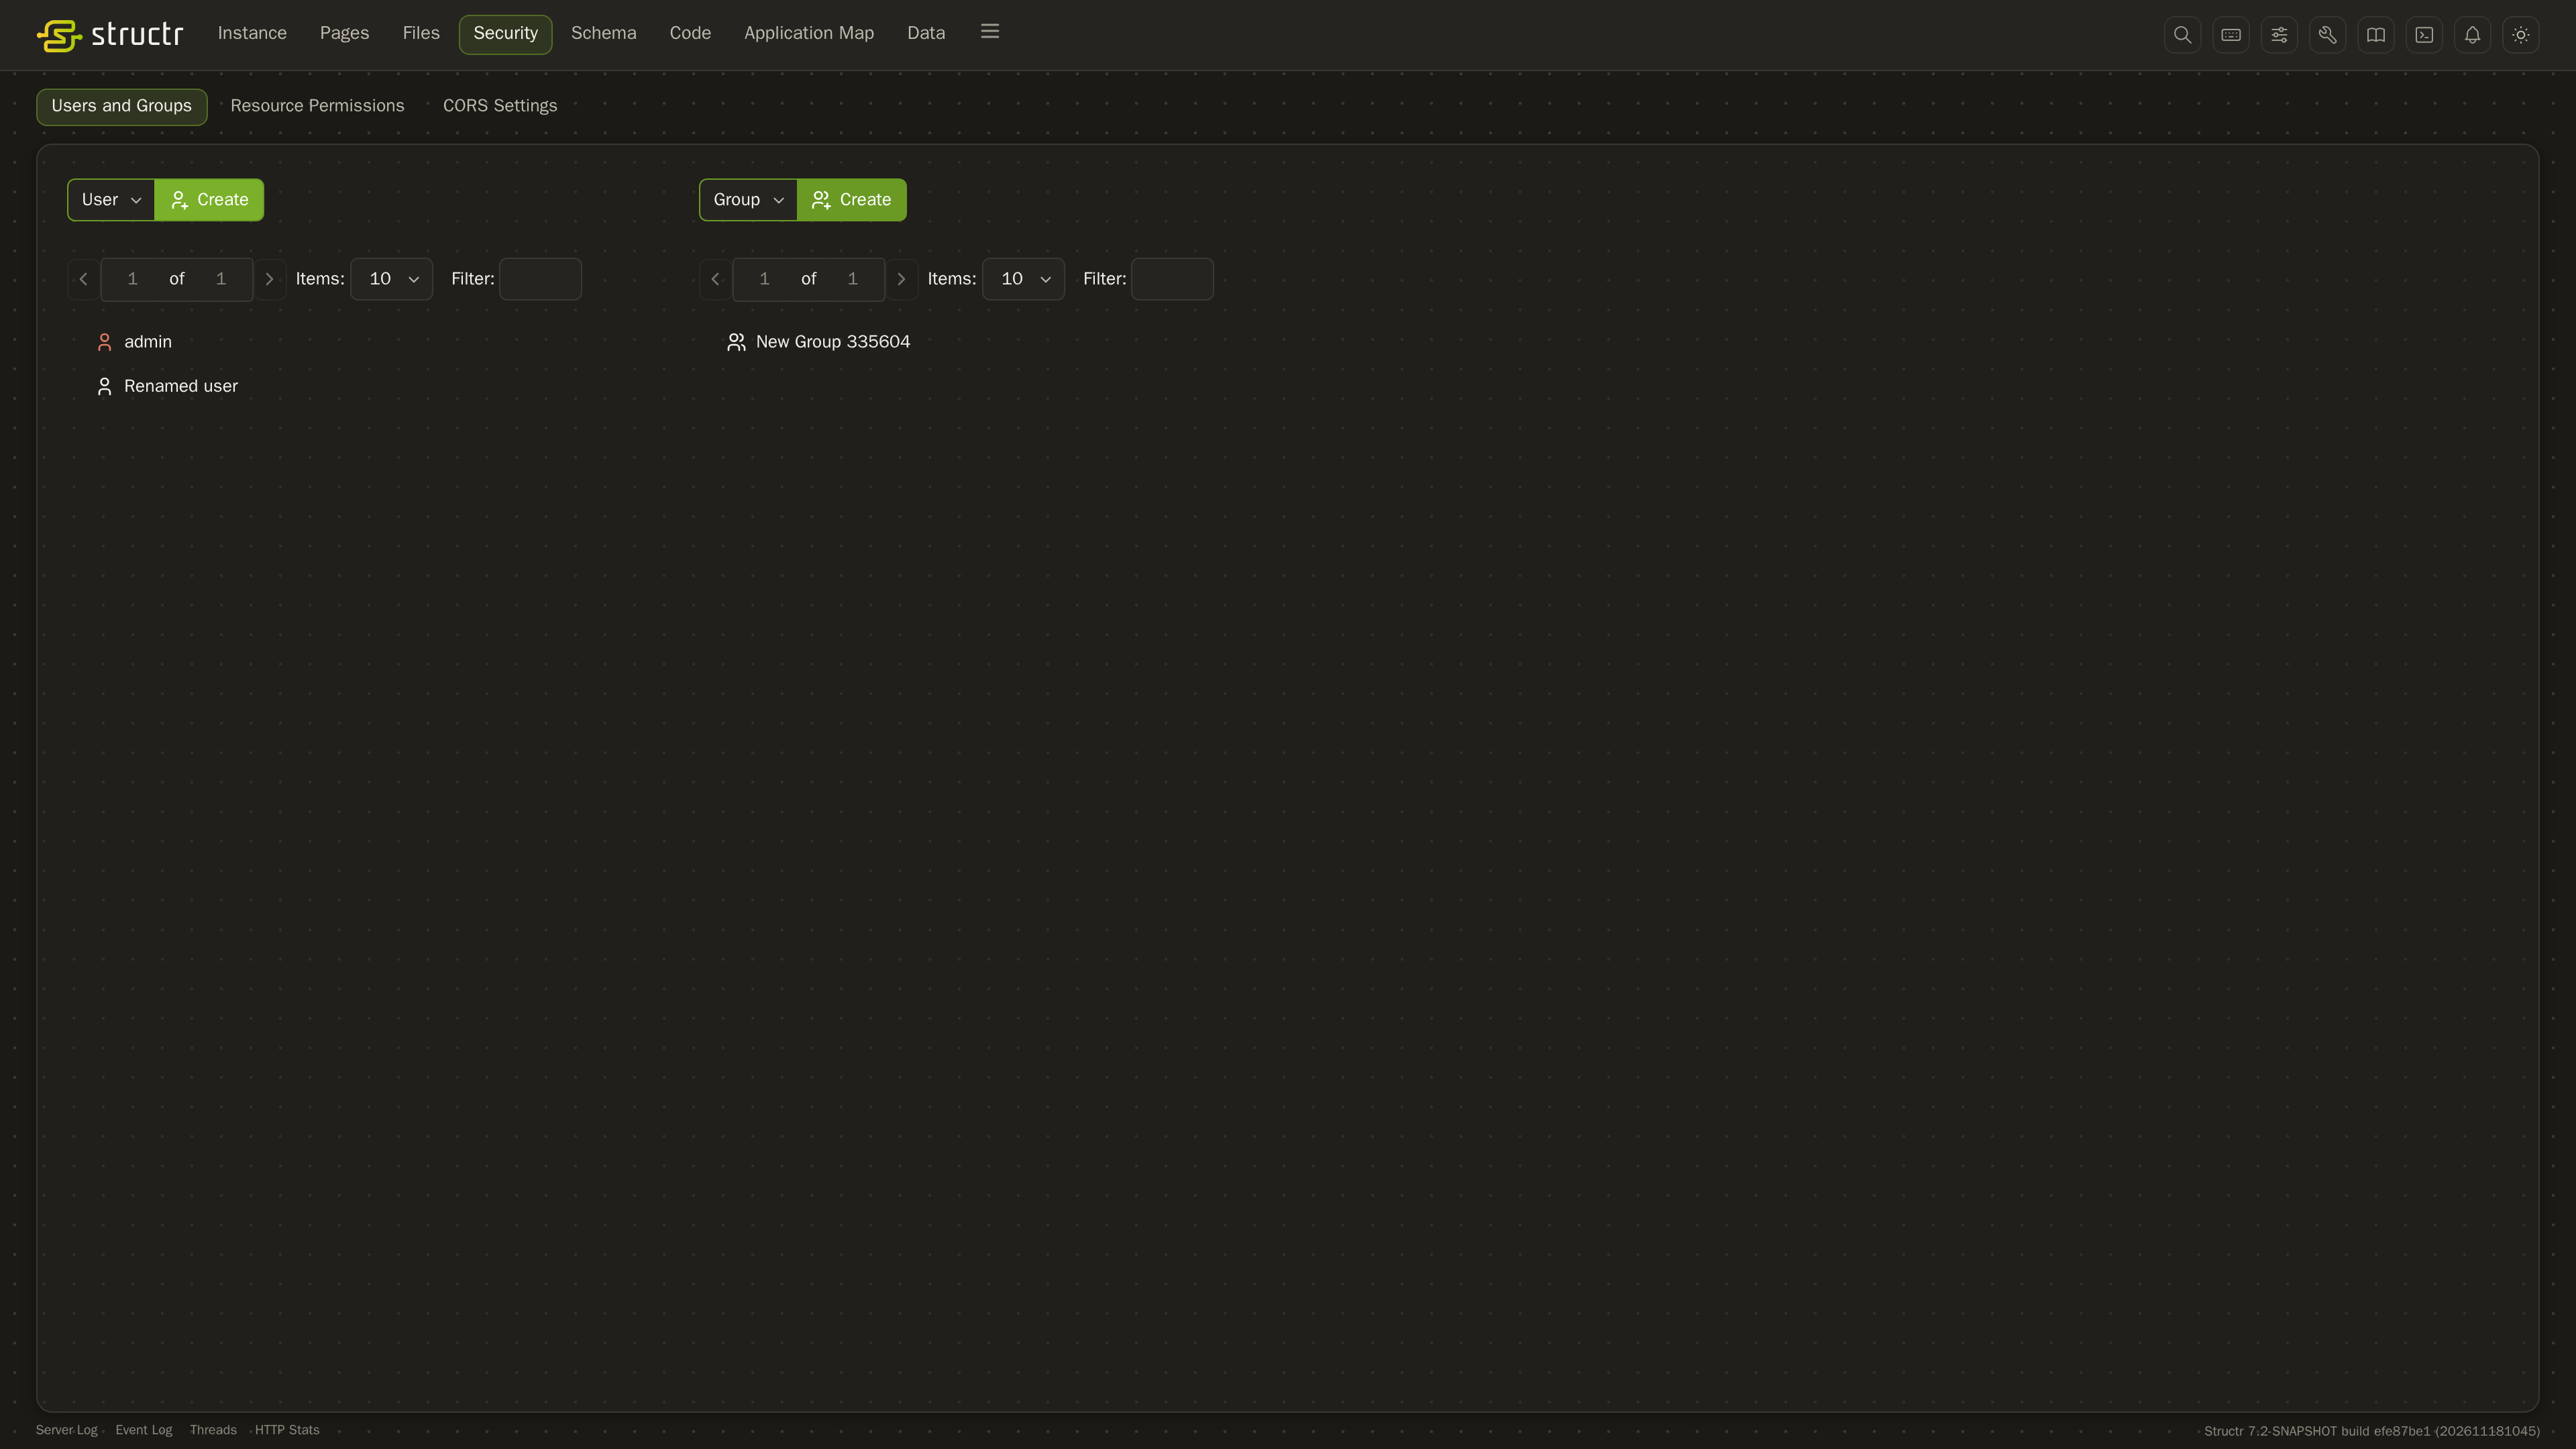 structr Instance Pages Files Security Schema Code Application Map Data
Users and Groups Resource Permissions CORS Settings
User Create Group Create
1 of 1 Items: 10 Filter: 1 of 1 Items: 10 Filter:
admin New Group 335604
Renamed user
Server Log Event Log Threads HTTP Stats Structr 7.2-SNAPSHOT build efe87be1 (202611181045)